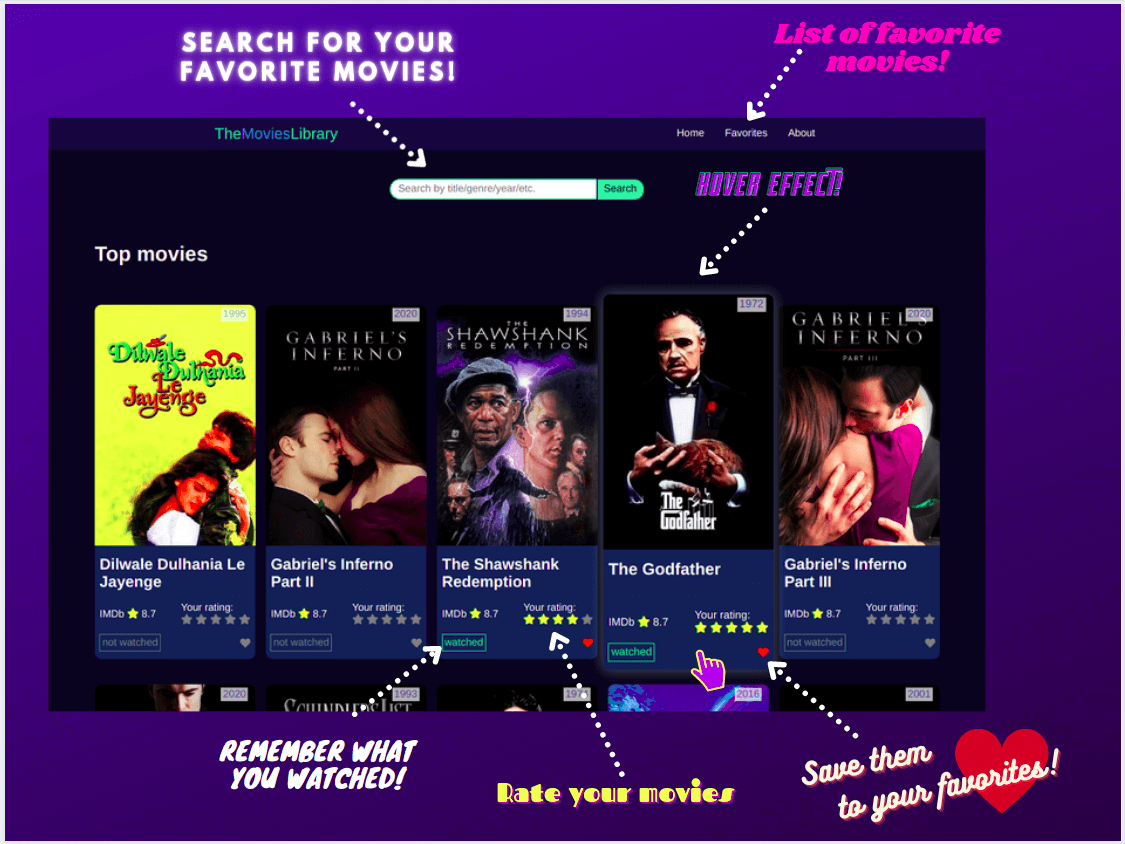 SEARCH FOR YOUR
FAVORITE MOVIES!
List of favorite
movies!
TheMoviesLibrary
Home Favorites About
Search by title/genre/year/etc. Search
HOVER EFFECT!
Top movies
1995
Dilwale
Dulhania
Le
Jayenge
2020
GABRIEL'S
INFERNO
PART II
1994
THE
SHAWSHANK
REDEMPTION
1972
The
Godfather
2020
GABRIEL'S
INFERNO
PART III
Dilwale Dulhania Le
Jayenge
IMDb 8.7
Your rating:
not watched
Gabriel's Inferno
Part II
IMDb 8.7
Your rating:
not watched
The Shawshank
Redemption
IMDb 8.7
Your rating:
watched
The Godfather
IMDb 8.7
Your rating:
watched
Gabriel's Inferno
Part III
IMDb 8.7
Your rating:
not watched
2020
1993
SCHINDLER'S LIST
2016
2001
REMEMBER WHAT
YOU WATCHED!
Rate your movies
Save them
to your favorites!